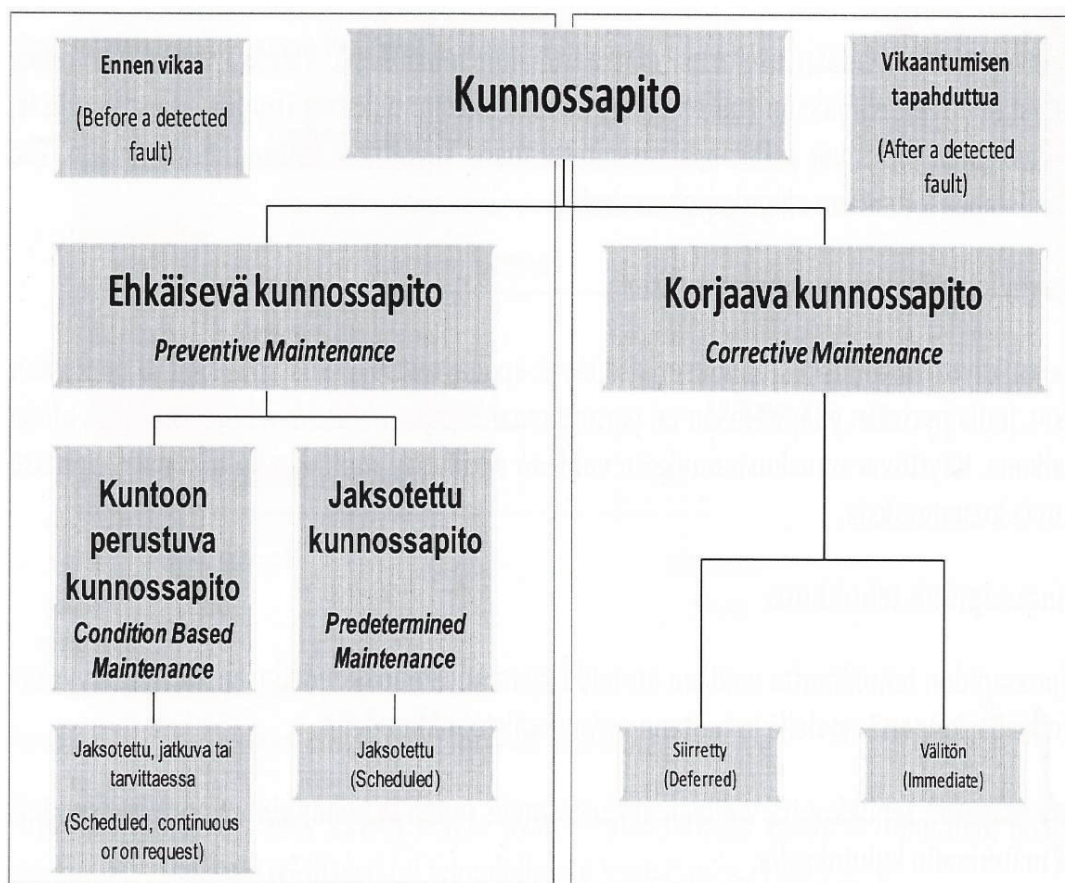 Ennen vikaa
(Before a detected
fault)
Kunnossapito
Vikaantumisen
tapahduttua
(After a detected
fault)
Ehkäisevä kunnossapito
Preventive Maintenance
Korjaava kunnossapito
Corrective Maintenance
Kuntoon
perustuva
kunnossapito
Condition Based
Maintenance
Jaksotettu
kunnossapito
Predetermined
Maintenance
Jaksotettu, jatkuva tai
tarvittaessa
(Scheduled, continuous
or on request)
Jaksotettu
(Scheduled)
Siirretty
(Deferred)
Välitön
(Immediate)